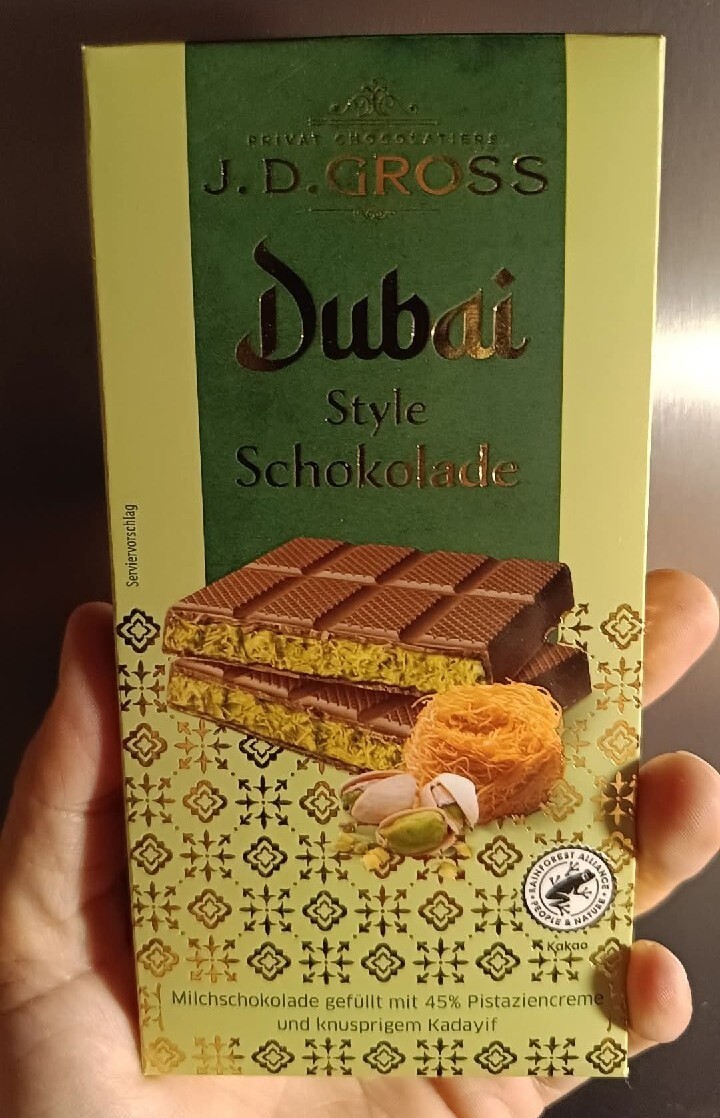 PRIVAT CHOCOLATIERS
J. D. GROSS
Dubai
Style
Schokolade
Serviervorschlag
RAINFOREST ALLIANCE
PEOPLE & NATURE
Kakao
Milchschokolade gefüllt mit 45% Pistaziencreme
und knusprigem Kadayif